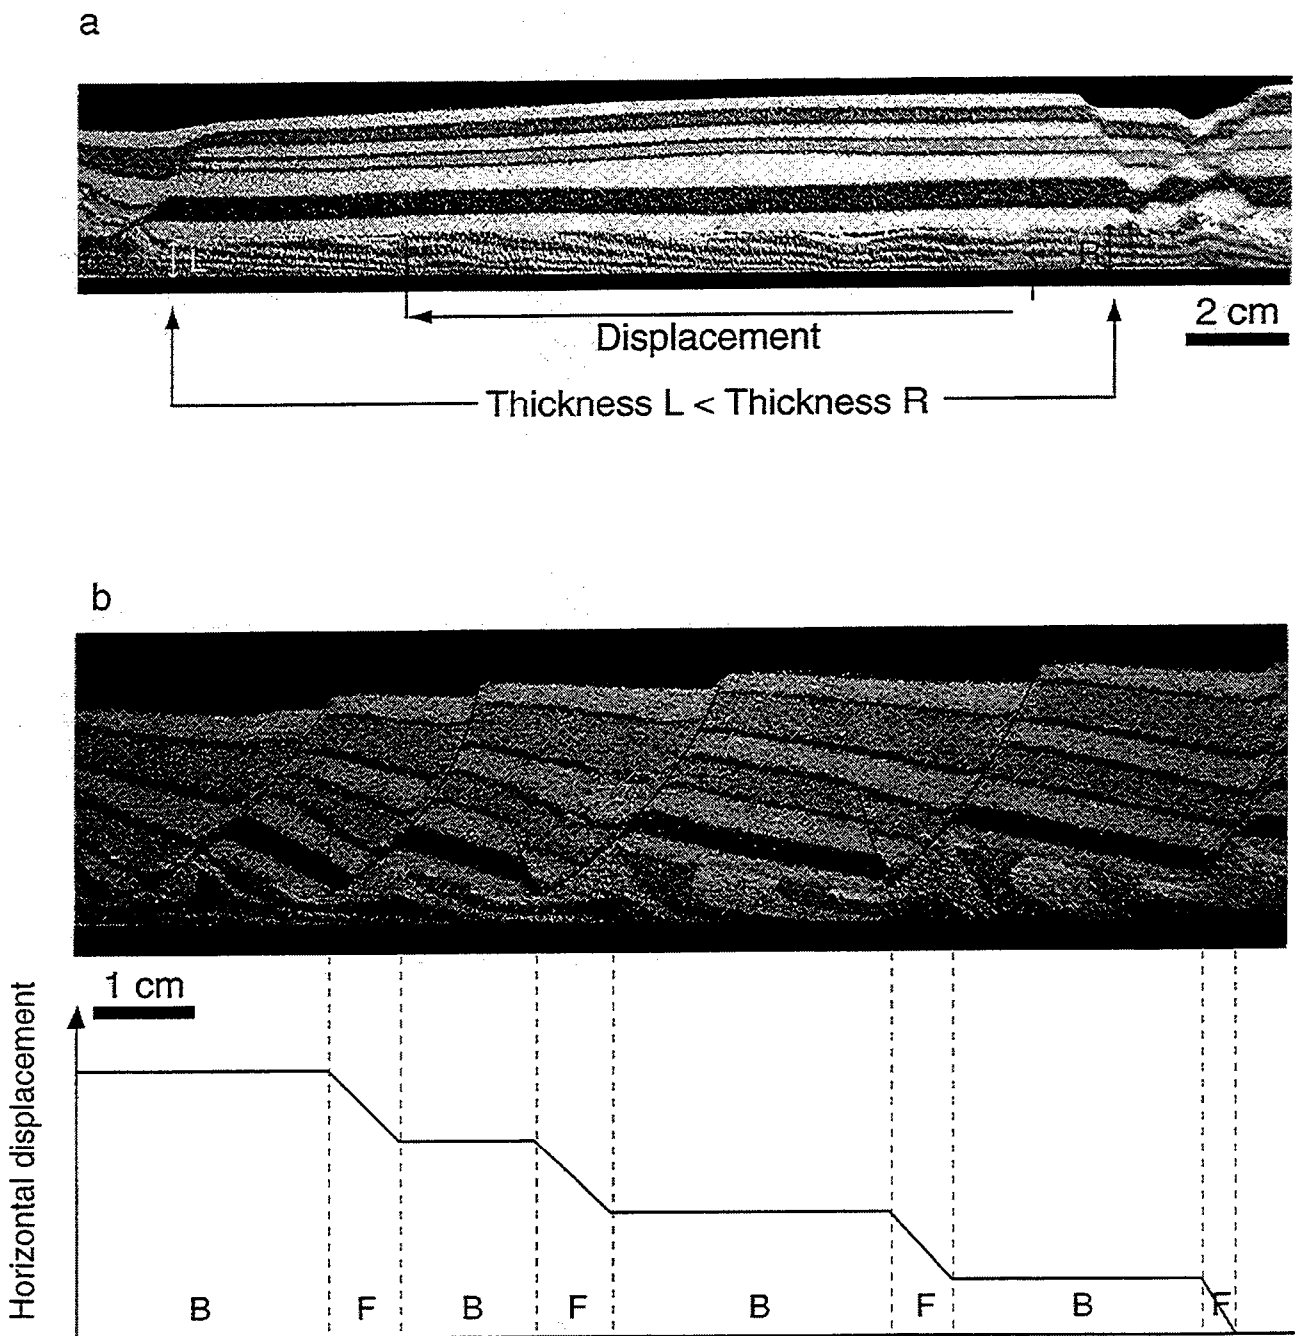 a
L
R
2 cm
Displacement
Thickness L < Thickness R
b
1 cm
Horizontal displacement
B F B F B F B F